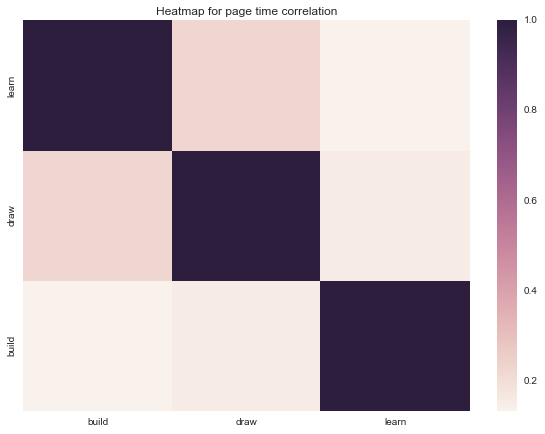 Heatmap for page time correlation
learn
draw
build
build
draw
learn
1.0
0.8
0.6
0.4
0.2